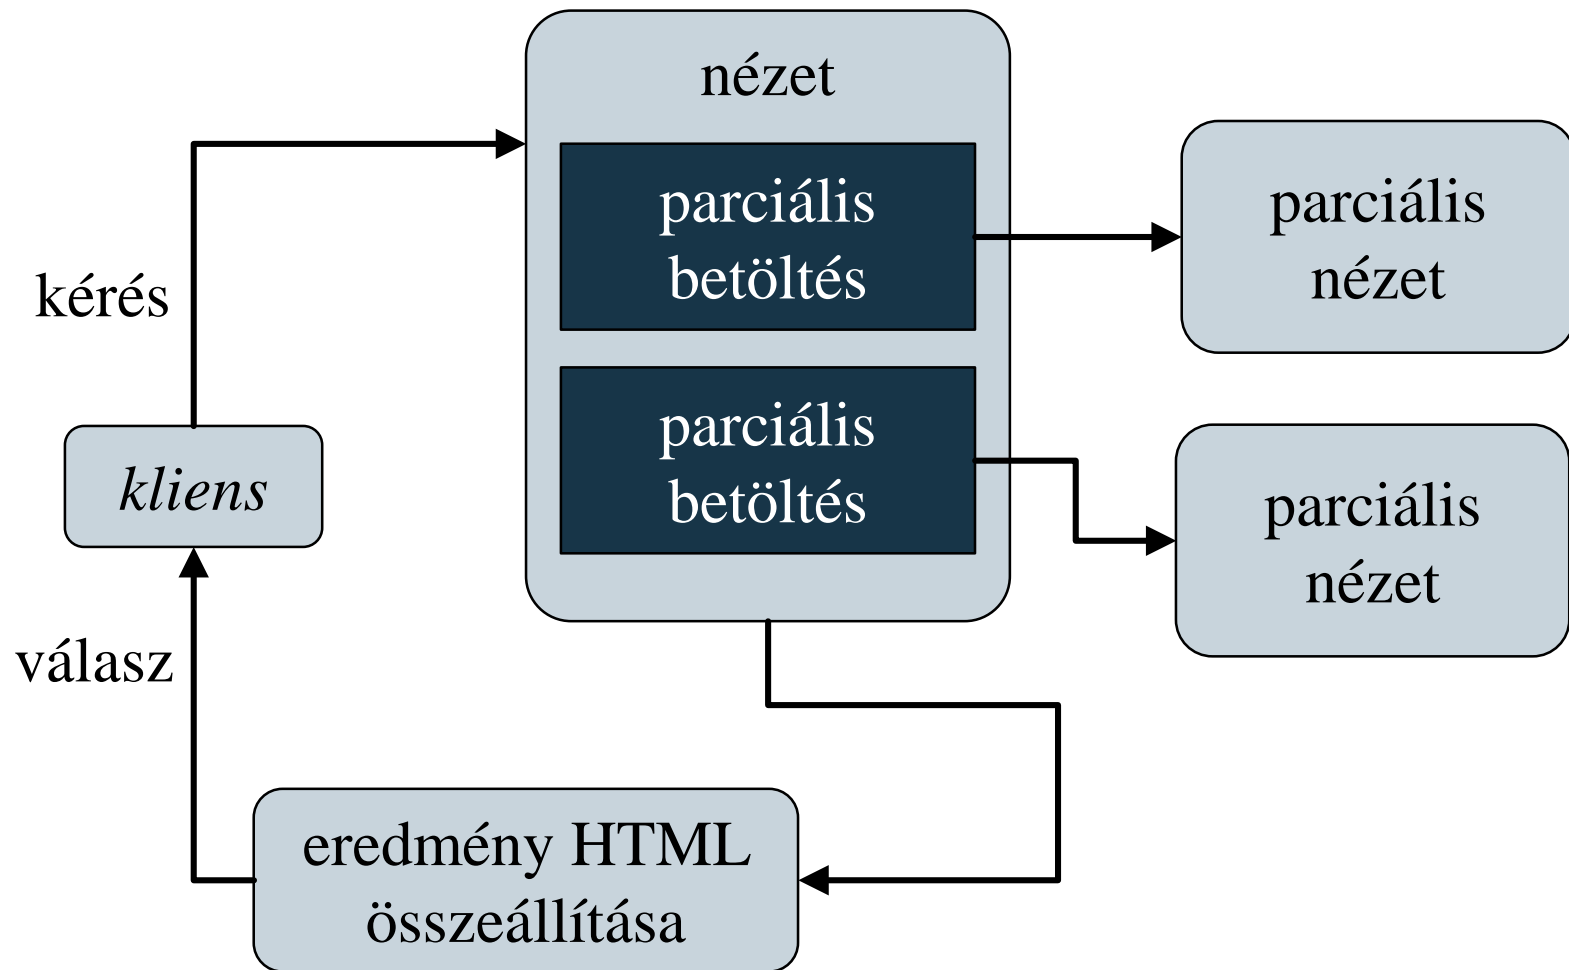 nézet
parciális
betöltés
parciális
nézet
kérés
parciális
betöltés
parciális
nézet
kliens
válasz
eredmény HTML
összeállítása